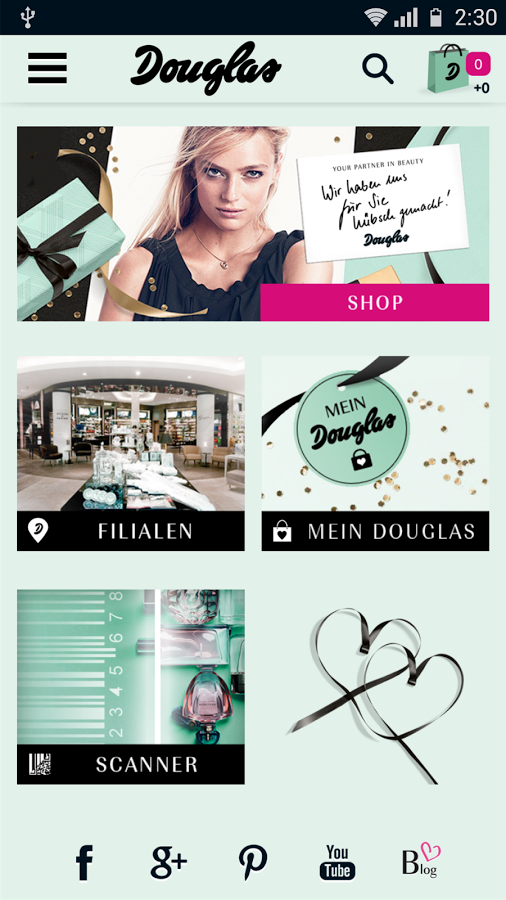 2:30
Douglas
D
0
+0
YOUR PARTNER IN BEAUTY
Wir haben uns
für Sie
hübsch gemacht!
Douglas
SHOP
MEIN
Douglas
D
FILIALEN
MEIN DOUGLAS
2 3 4 5 6 7 8
SCANNER
f
g+
You
Tube
Blog